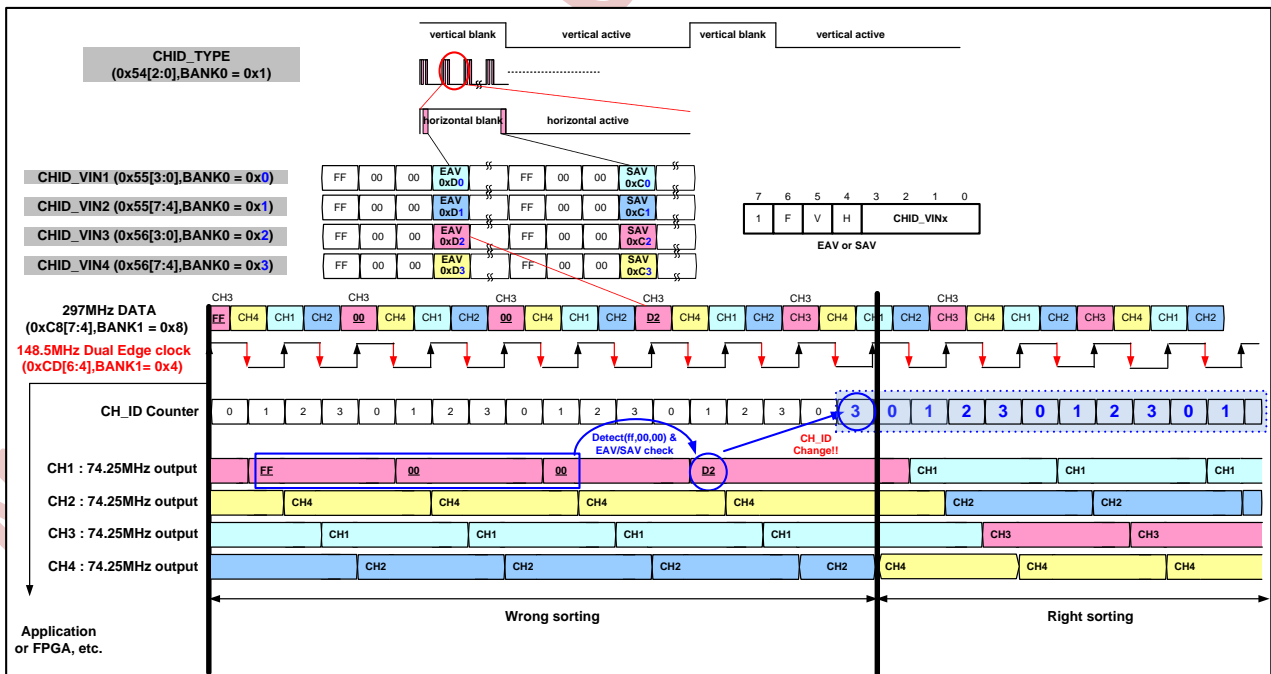 vertical blank vertical active vertical blank vertical active
CHID_TYPE
(0x54[2:0],BANK0 = 0x1)
horizontal blank horizontal active
CHID_VIN1 (0x55[3:0],BANK0 = 0x0)
FF 00 00 EAV 0xD0 FF 00 00 SAV 0xC0
CHID_VIN2 (0x55[7:4],BANK0 = 0x1)
FF 00 00 EAV 0xD1 FF 00 00 SAV 0xC1
CHID_VIN3 (0x56[3:0],BANK0 = 0x2)
FF 00 00 EAV 0xD2 FF 00 00 SAV 0xC2
CHID_VIN4 (0x56[7:4],BANK0 = 0x3)
FF 00 00 EAV 0xD3 FF 00 00 SAV 0xC3
7 6 5 4 3 2 1 0
1 F V H CHID_VINx
EAV or SAV
CH3 CH3 CH3 CH3 CH3 CH3
297MHz DATA
(0xC8[7:4],BANK1 = 0x8)
FF CH4 CH1 CH2 00 CH4 CH1 CH2 00 CH4 CH1 CH2 D2 CH4 CH1 CH2 CH3 CH4 CH1 CH2 CH3 CH4 CH1 CH2 CH3 CH4 CH1 CH2
148.5MHz Dual Edge clock
(0xCD[6:4],BANK1= 0x4)
CH_ID Counter
0 1 2 3 0 1 2 3 0 1 2 3 0 1 2 3 0 3 0 1 2 3 0 1 2 3 0 1
Detect(ff,00,00) &
EAV/SAV check
CH_ID
Change!!
CH1 : 74.25MHz output
FF 00 00 D2 CH1 CH1 CH1
CH2 : 74.25MHz output
CH4 CH4 CH4 CH4 CH2 CH2
CH3 : 74.25MHz output
CH1 CH1 CH1 CH1 CH3 CH3
CH4 : 74.25MHz output
CH2 CH2 CH2 CH2 CH4 CH4 CH4
Wrong sorting Right sorting
Application
or FPGA, etc.